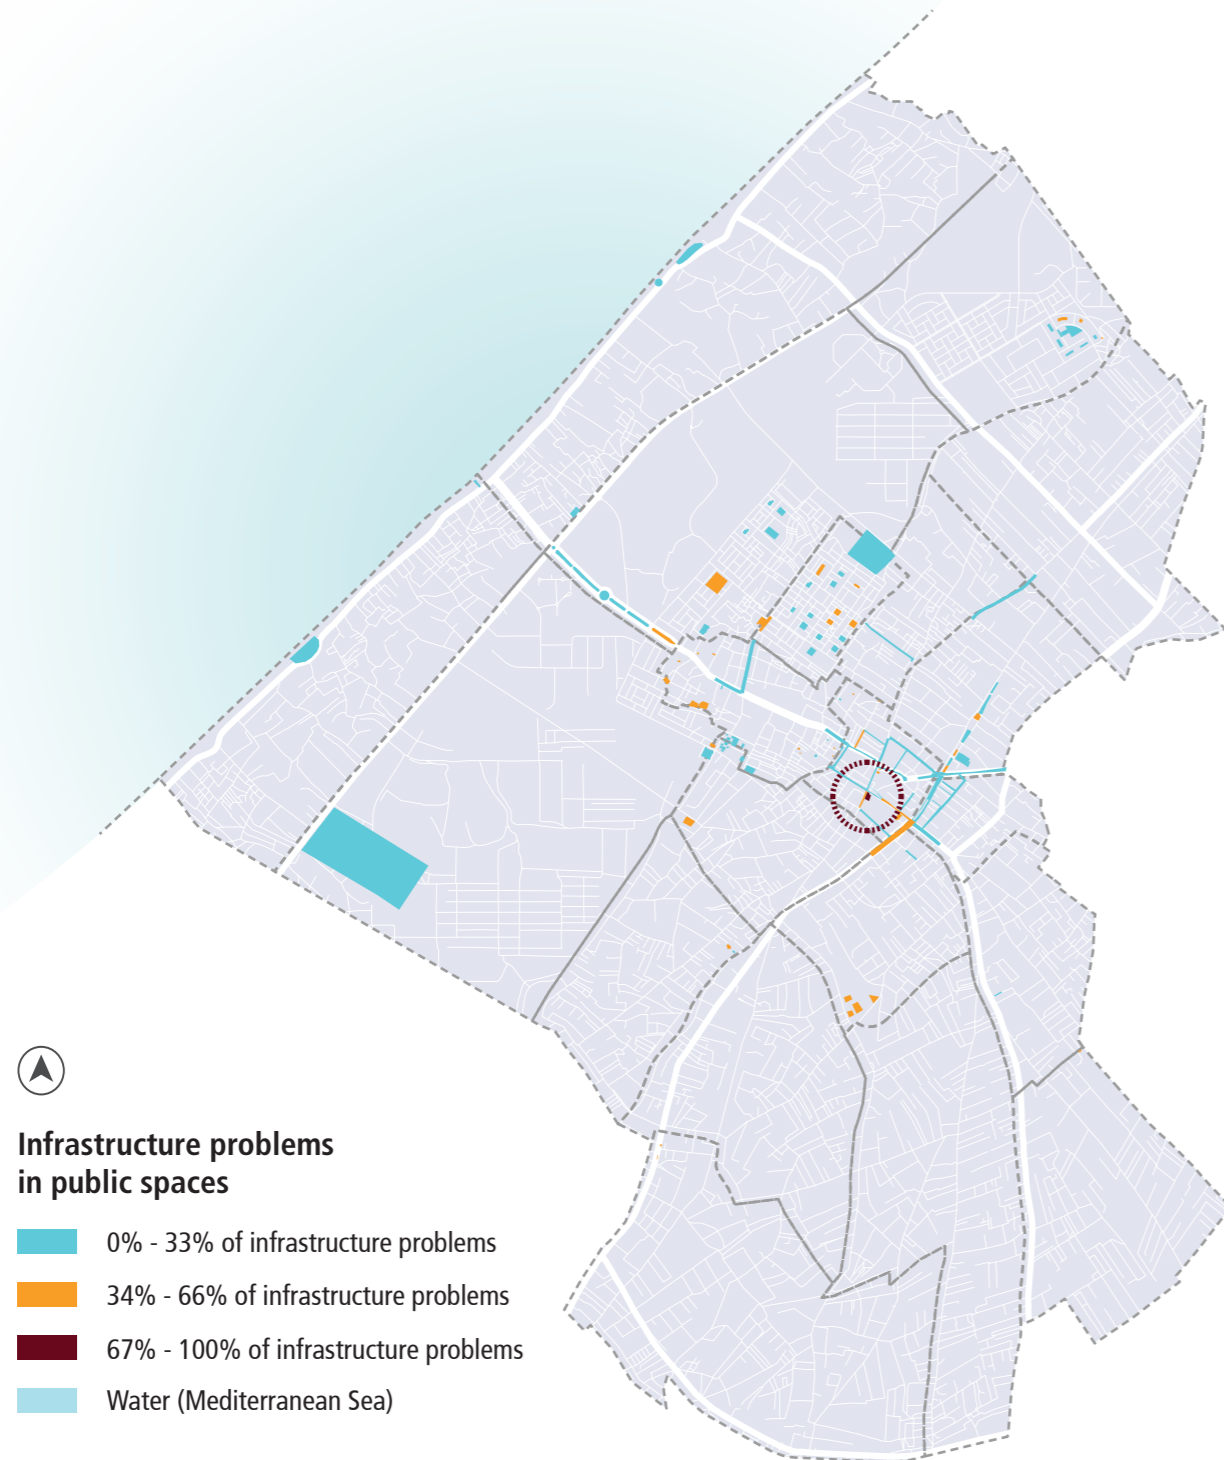 Infrastructure problems
in public spaces
0% - 33% of infrastructure problems
34% - 66% of infrastructure problems
67% - 100% of infrastructure problems
Water (Mediterranean Sea)